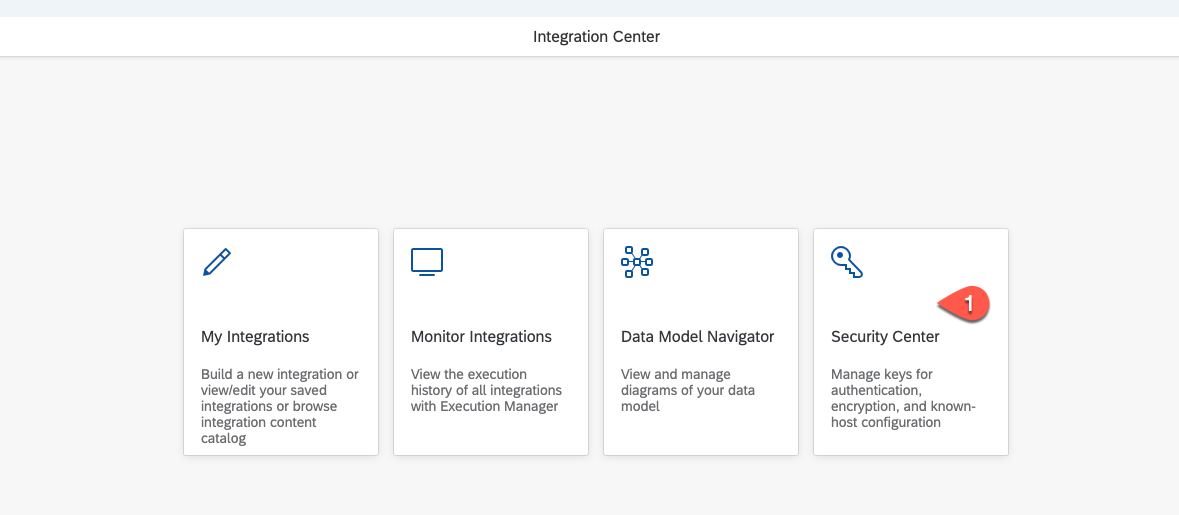 Integration Center
My Integrations
Build a new integration or
view/edit your saved
integrations or browse
integration content
catalog
Monitor Integrations
View the execution
history of all integrations
with Execution Manager
Data Model Navigator
View and manage
diagrams of your data
model
1
Security Center
Manage keys for
authentication,
encryption, and known-
host configuration